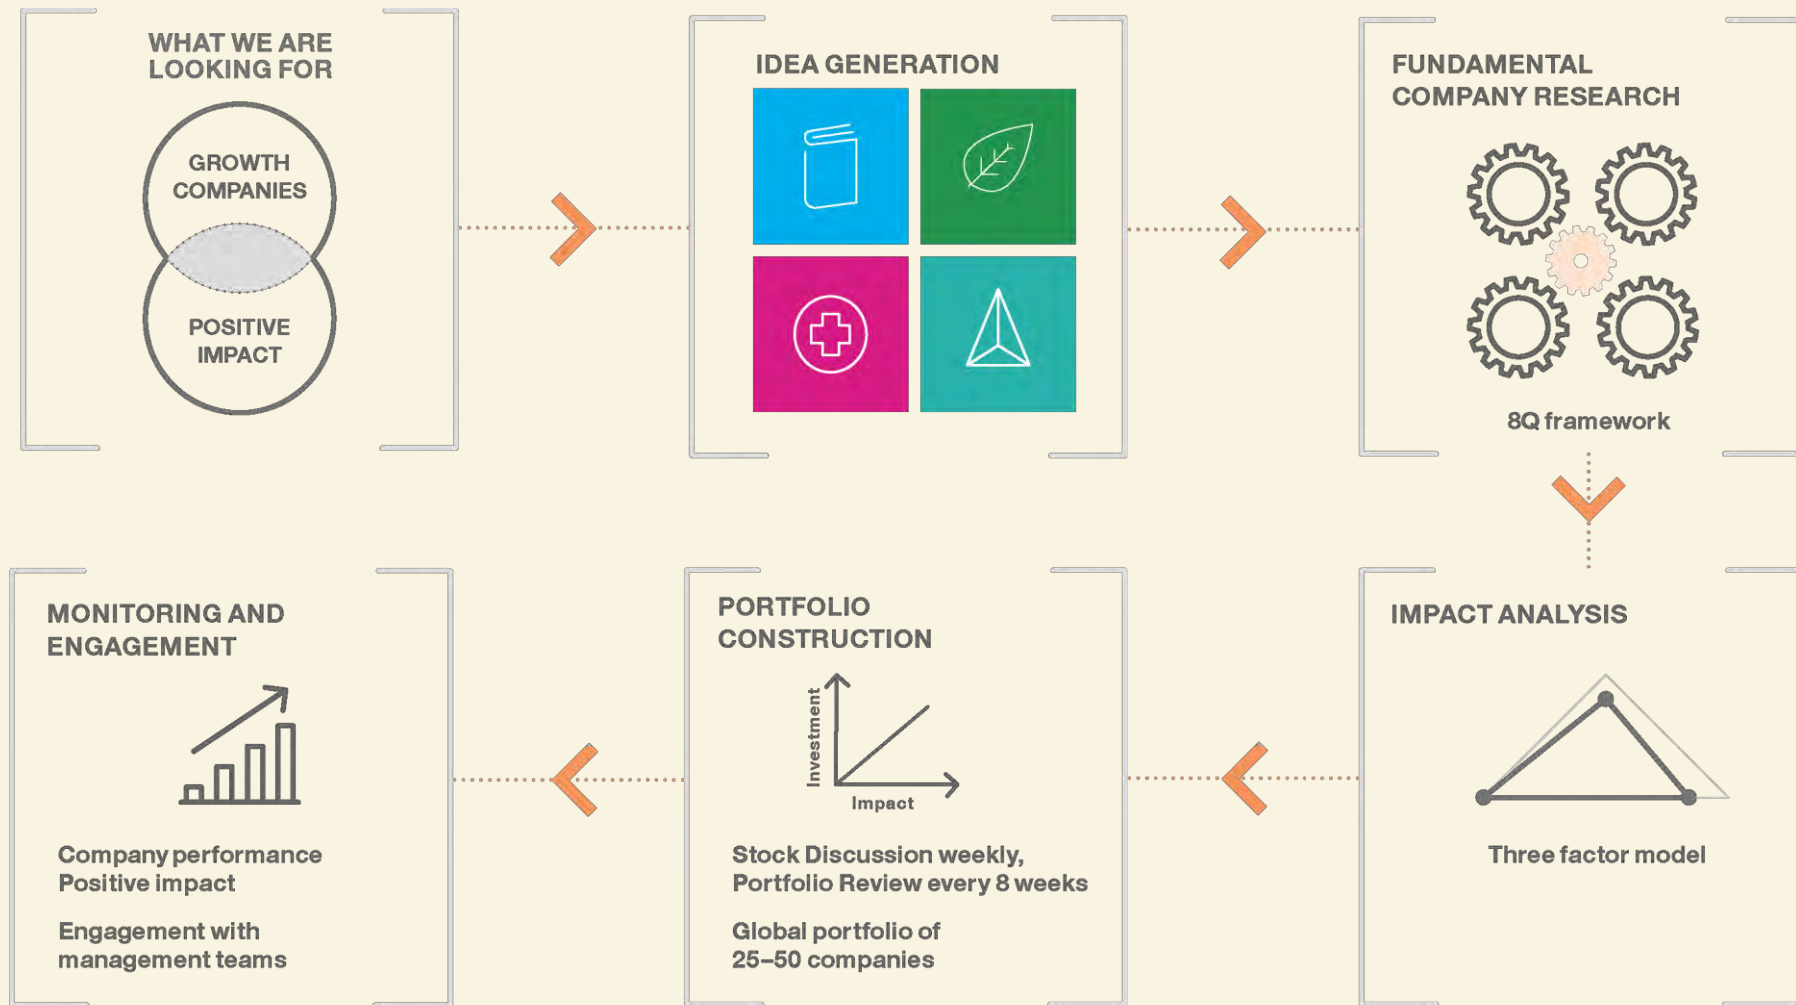 WHAT WE ARE
LOOKING FOR
GROWTH
COMPANIES
POSITIVE
IMPACT
IDEA GENERATION
FUNDAMENTAL
COMPANY RESEARCH
8Q framework
IMPACT ANALYSIS
Three factor model
PORTFOLIO
CONSTRUCTION
Investment
Impact
Stock Discussion weekly,
Portfolio Review every 8 weeks
Global portfolio of
25–50 companies
MONITORING AND
ENGAGEMENT
Company performance
Positive impact
Engagement with
management teams